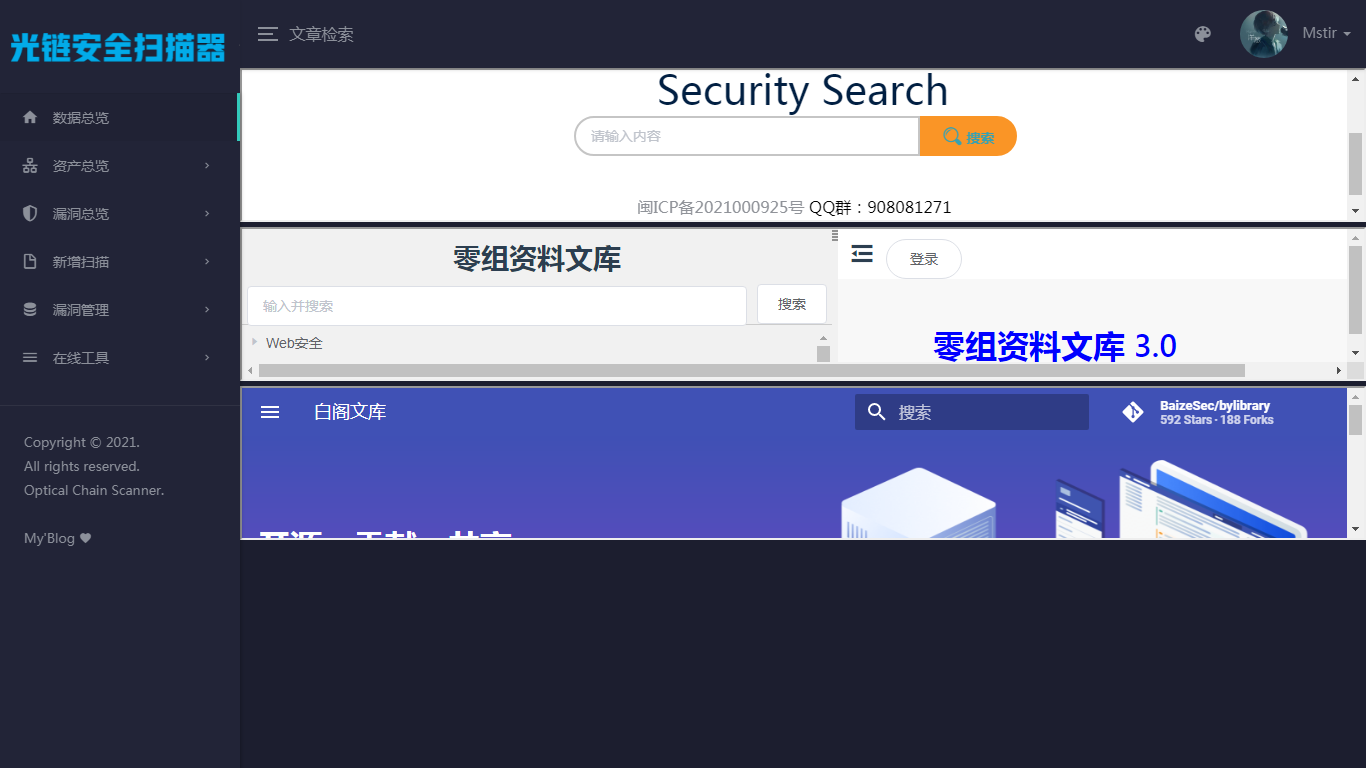 光链安全扫描器
数据总览
资产总览
漏洞总览
新增扫描
漏洞管理
在线工具
Copyright © 2021.
All rights reserved.
Optical Chain Scanner.
My'Blog
文章检索
Mstir
Security Search
请输入内容
搜索
闽ICP备2021000925号 QQ群：908081271
零组资料文库
输入并搜索
搜索
Web安全
登录
零组资料文库 3.0
白阁文库
搜索
BaizeSec/bylibrary
592 Stars · 188 Forks